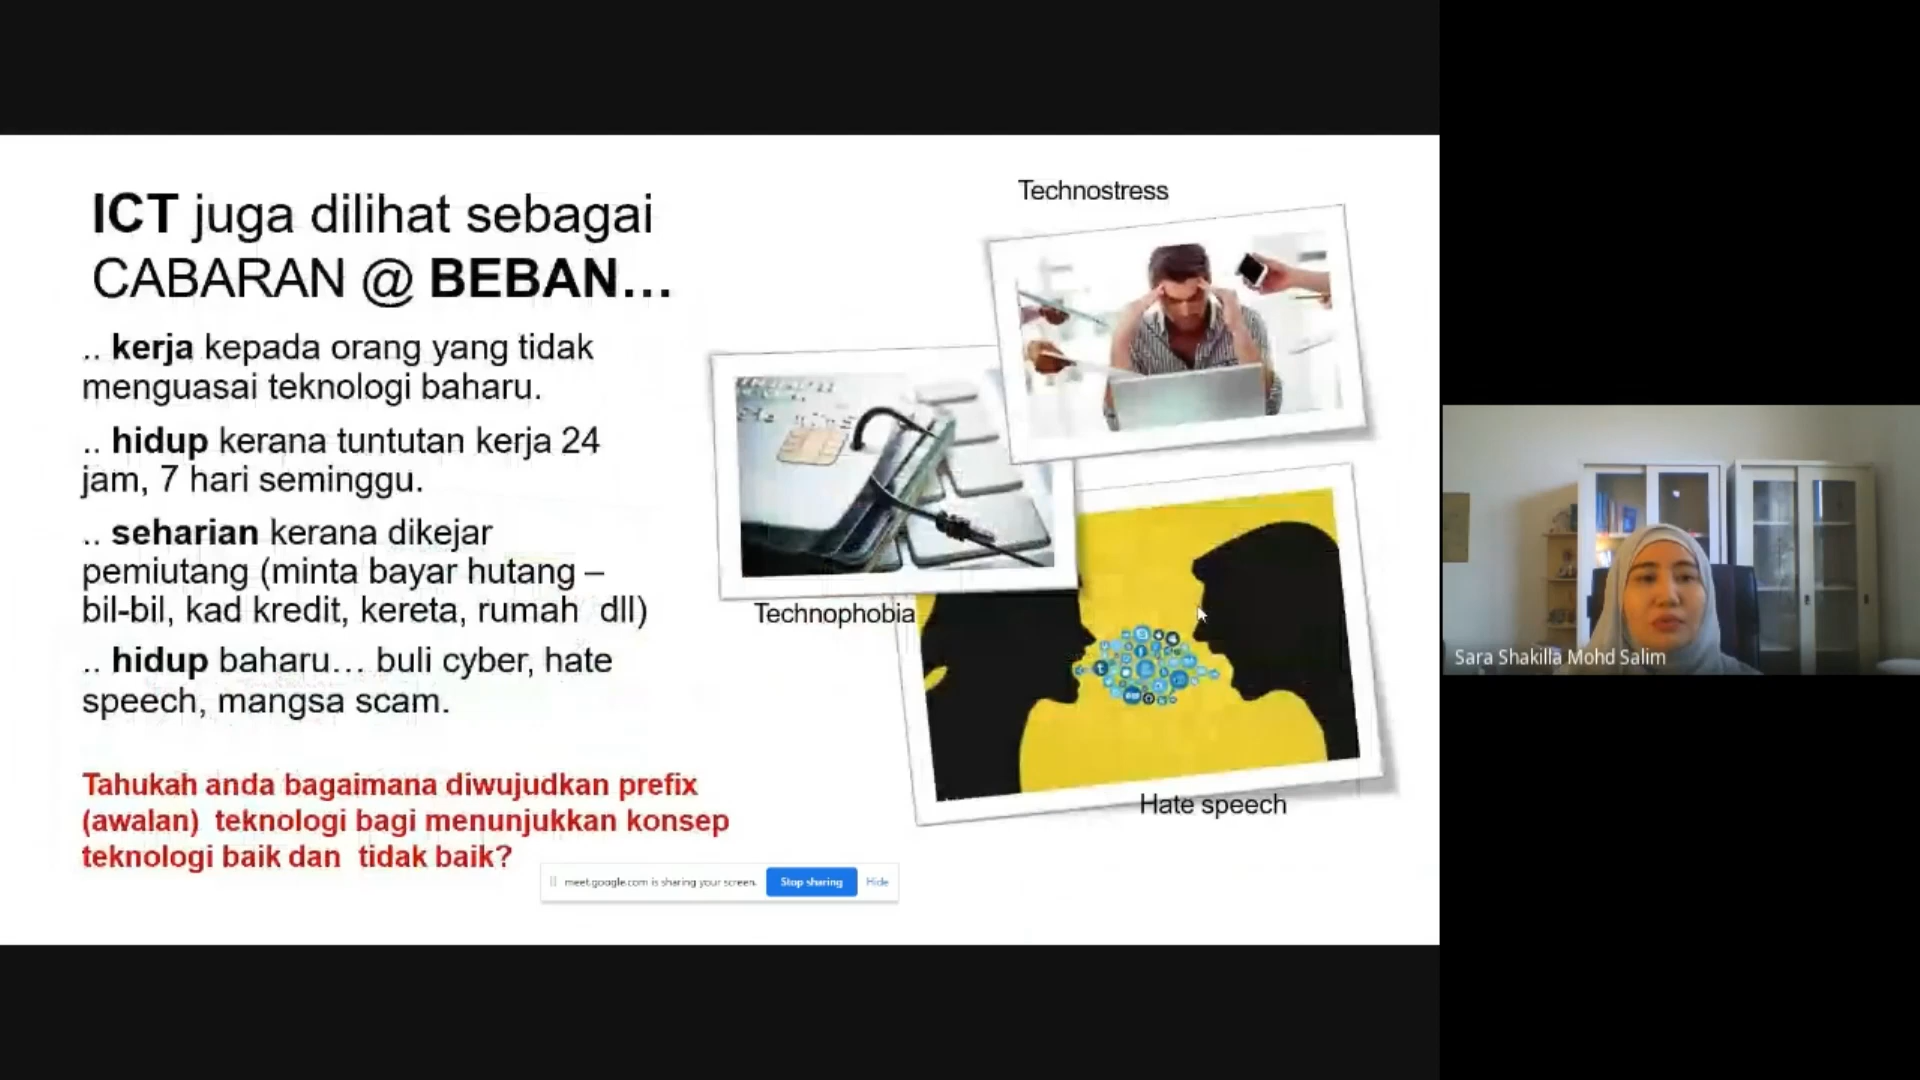 ICT juga dilihat sebagai
CABARAN @ BEBAN...
.. kerja kepada orang yang tidak
menguasai teknologi baharu.
.. hidup kerana tuntutan kerja 24
jam, 7 hari seminggu.
.. seharian kerana dikejar
pemiutang (minta bayar hutang –
bil-bil, kad kredit, kereta, rumah dll)
.. hidup baharu... buli cyber, hate
speech, mangsa scam.
Tahukah anda bagaimana diwujudkan prefix
(awalan) teknologi bagi menunjukkan konsep
teknologi baik dan tidak baik?
Technostress
Technophobia
Hate speech
meet.google.com is sharing your screen.
Stop sharing
Hide
Sara Shakilla Mohd Salim